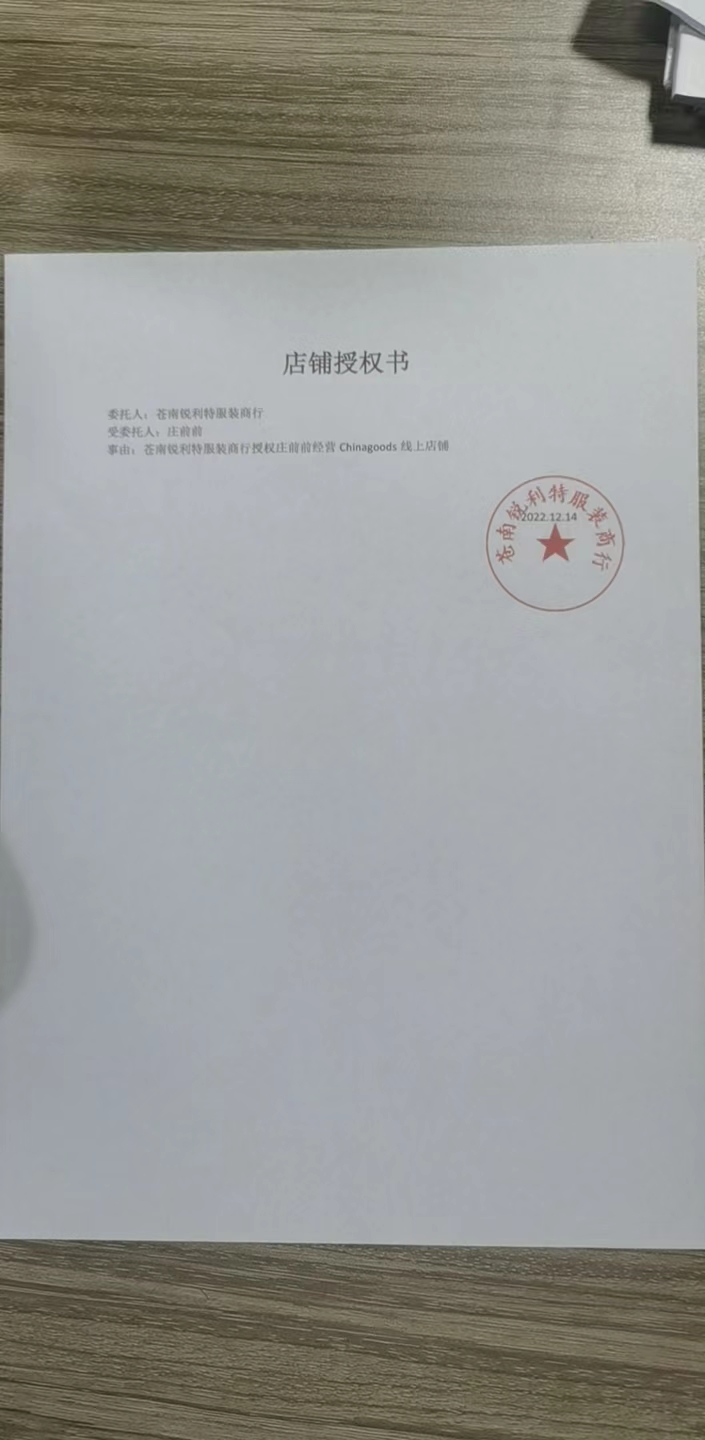 店铺授权书
委托人：苍南锐利特服装商行
受委托人：庄前前
事由：苍南锐利特服装商行授权庄前前经营 Chinagoods 线上店铺
苍南锐利特服装商行
2022.12.14